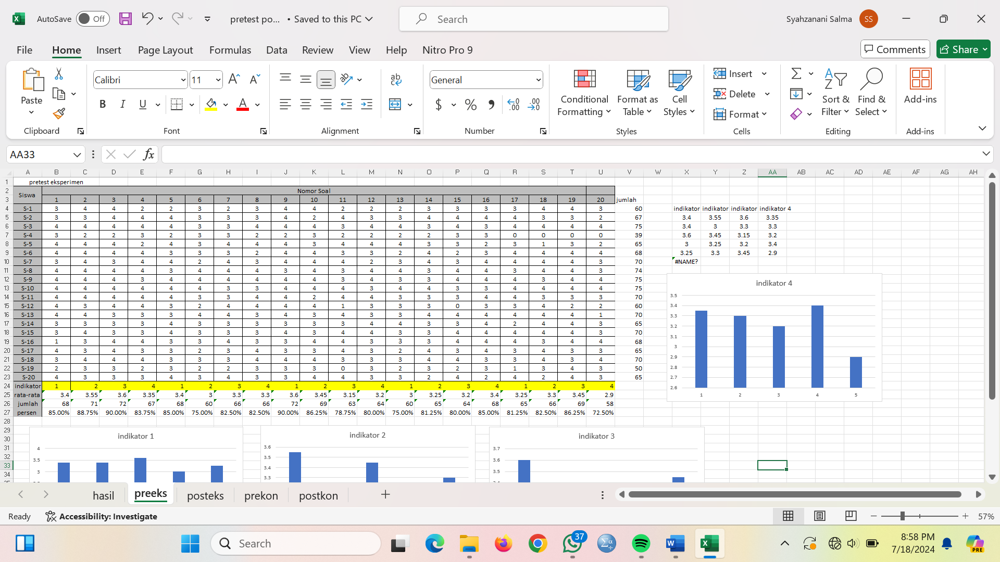 AutoSave Off pretest po... • Saved to this PC Search Syahzanani Salma SS
File Home Insert Page Layout Formulas Data Review View Help Nitro Pro 9 Comments Share
Paste Calibri 11 General Conditional Formatting Format as Table Cell Styles Insert Delete Format Sort & Filter Find & Select Add-ins
Clipboard Font Alignment Number Styles Cells Editing Add-ins
AA33 fx
A B C D E F G H I J K L M N O P Q R S T U V W X Y Z AA AB AC AD AE AF AG AH
1 pretest eksperimen
2 Siswa Nomor Soal
3 1 2 3 4 5 6 7 8 9 10 11 12 13 14 15 16 17 18 19 20 jumlah
4 S-1 3 4 4 2 2 3 2 3 4 4 2 2 2 3 3 3 3 4 4 3 60 indikator indikator indikator indikator 4
5 S-2 3 3 4 4 4 3 3 3 4 2 4 3 3 4 4 4 4 3 3 2 67 3.4 3.55 3.6 3.35
6 S-3 4 4 4 4 4 3 3 4 4 4 3 4 4 3 4 3 4 4 4 4 75 3.4 3 3.3 3.3
7 S-4 3 2 2 3 2 3 3 2 2 3 2 2 2 2 3 3 0 0 0 0 39 3.6 3.45 3.15 3.2
8 S-5 4 4 4 2 4 3 4 4 4 3 4 4 4 3 3 2 3 1 3 2 65 3 3.25 3.2 3.4
9 S-6 4 4 4 4 3 3 3 2 4 4 3 3 2 4 2 3 4 4 4 4 68 3.25 3.3 3.45 2.9
10 S-7 3 4 3 4 4 2 4 3 4 4 4 2 3 4 3 4 4 4 4 3 70 #NAME?
11 S-8 4 4 4 4 3 4 4 4 3 4 3 4 4 3 4 4 3 4 4 3 74
12 S-9 4 4 4 3 4 4 4 4 4 4 3 4 3 3 4 4 4 3 4 4 75
13 S-10 4 4 4 4 4 4 3 3 4 4 4 3 4 4 3 3 4 4 4 4 75
14 S-11 4 4 4 4 4 3 3 4 4 2 4 4 3 3 3 4 4 3 3 3 70
15 S-12 4 3 4 4 3 2 4 4 4 4 1 3 3 3 0 3 3 4 2 2 60
16 S-13 4 4 3 3 3 4 4 3 4 3 4 3 3 4 4 4 4 4 4 1 70
17 S-14 3 3 3 3 4 3 3 3 3 3 3 4 4 3 3 4 2 4 4 3 65
18 S-15 3 4 3 3 4 3 3 3 4 3 4 4 3 3 4 4 4 4 4 3 70
19 S-16 1 3 4 4 3 3 4 3 3 4 4 3 3 3 4 4 4 3 4 4 68
20 S-17 4 3 4 3 3 2 3 4 3 3 4 3 2 4 3 4 3 4 3 3 65
21 S-18 3 4 4 4 3 3 3 4 4 4 3 3 3 4 4 3 3 4 3 4 70
22 S-19 2 3 3 2 3 2 2 3 3 3 0 3 2 3 2 3 1 3 4 3 50
23 S-20 4 3 3 3 4 3 4 3 3 4 4 3 3 2 4 2 4 2 4 3 65
24 indikator 1 2 3 4 1 2 3 4 1 2 3 4 1 2 3 4 1 2 3 4
25 rata-rata 3.4 3.55 3.6 3.35 3.4 3 3.3 3.3 3.6 3.45 3.15 3.2 3 3.25 3.2 3.4 3.25 3.3 3.45 2.9
26 jumlah 68 71 72 67 68 60 66 66 72 69 63 64 60 65 64 68 65 66 69 58
27 persen 85.00% 88.75% 90.00% 83.75% 85.00% 75.00% 82.50% 82.50% 90.00% 86.25% 78.75% 80.00% 75.00% 81.25% 80.00% 85.00% 81.25% 82.50% 86.25% 72.50%
28
29
30
31
32
33
34
indikator 4
3.5
3.4
3.3
3.2
3.1
3
2.9
2.8
2.7
2.6
1 2 3 4 5
indikator 1
4
3.5
3
indikator 2
3.6
3.5
3.4
3.3
indikator 3
3.7
3.6
3.5
hasil preeks posteks prekon postkon
Ready Accessibility: Investigate 57%
Search 37 W X 8:58 PM
7/18/2024 PRE